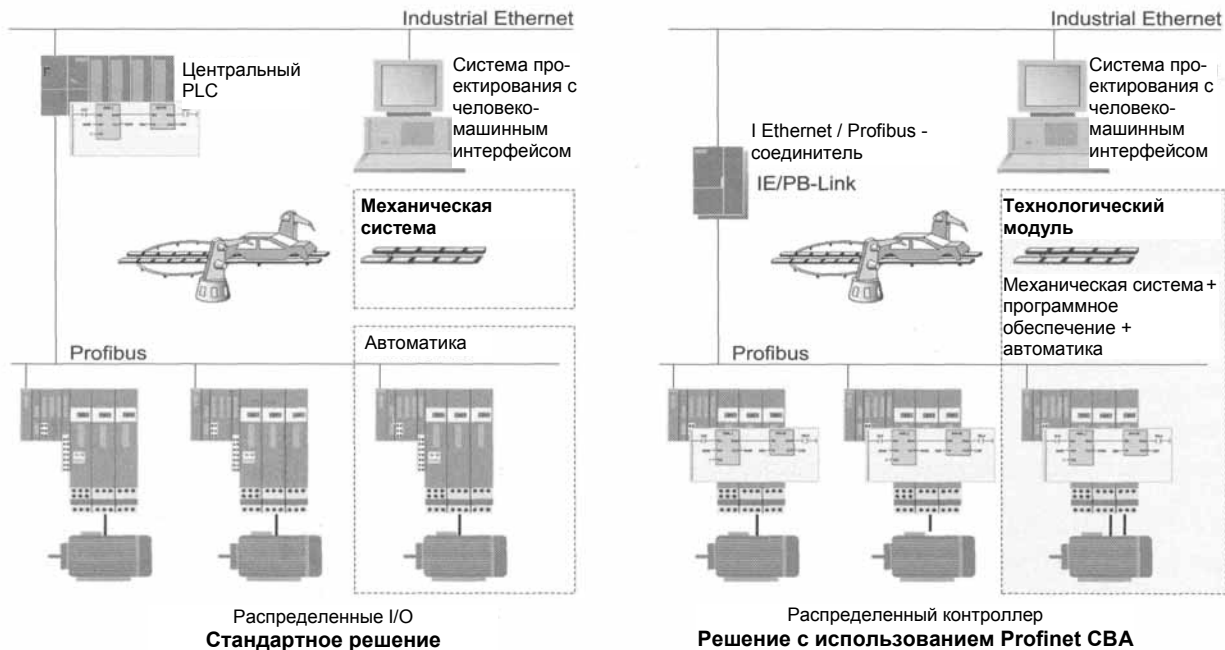 Industrial Ethernet
Центральный
PLC
Система про-
ектирования с
человеко-
машинным
интерфейсом
Механическая
система
Profibus
Автоматика
Распределенные I/O
Стандартное решение
Industrial Ethernet
I Ethernet / Profibus -
соединитель
IE/PB-Link
Система про-
ектирования с
человеко-
машинным
интерфейсом
Технологический
модуль
Механическая система +
программное
обеспечение +
автоматика
Profibus
Распределенный контроллер
Решение с использованием Profinet CBA